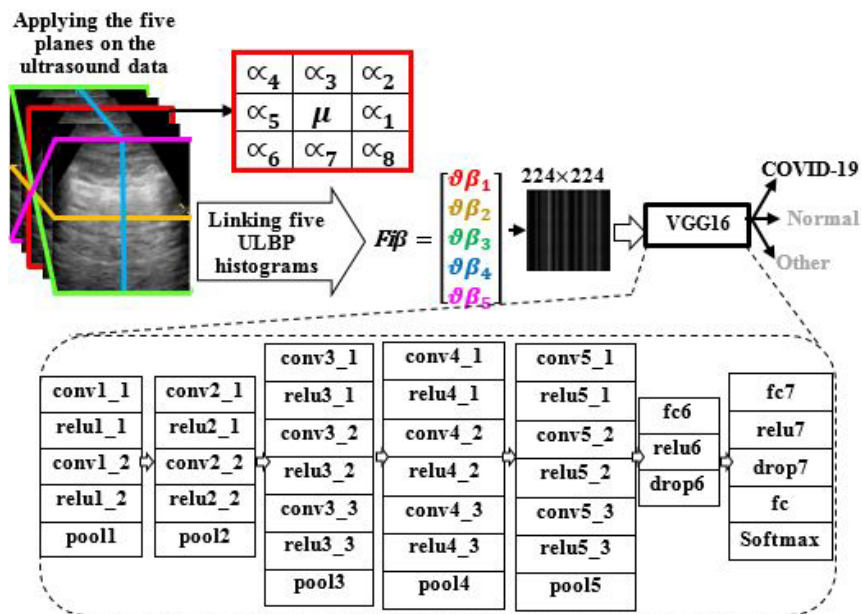 Applying the five
planes on the
ultrasound data
∝4 ∝3 ∝2
∝5 μ ∝1
∝6 ∝7 ∝8
Linking five
ULBP
histograms
Fiβ =
ϑβ1
ϑβ2
ϑβ3
ϑβ4
ϑβ5
224×224
VGG16
COVID-19
Normal
Other
conv1_1
relu1_1
conv1_2
relu1_2
pool1
conv2_1
relu2_1
conv2_2
relu2_2
pool2
conv3_1
relu3_1
conv3_2
relu3_2
conv3_3
relu3_3
pool3
conv4_1
relu4_1
conv4_2
relu4_2
conv4_3
relu4_3
pool4
conv5_1
relu5_1
conv5_2
relu5_2
conv5_3
relu5_3
pool5
fc6
relu6
drop6
fc7
relu7
drop7
fc
Softmax